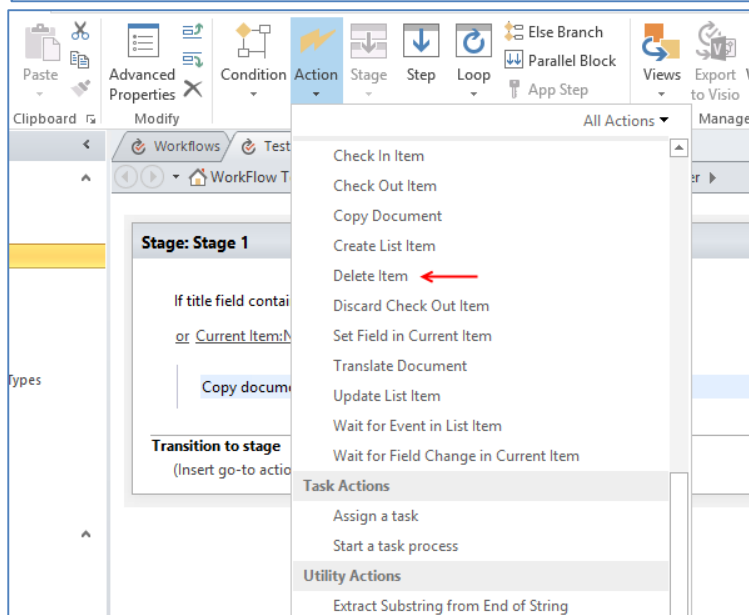 Paste
Clipboard
Advanced
Properties
Modify
Condition
Action
Stage
Step
Loop
Else Branch
Parallel Block
App Step
Views
Export
to Visio
Manage
All Actions
Workflows
Test
WorkFlow T
er
Check In Item
Check Out Item
Copy Document
Create List Item
Delete Item
Discard Check Out Item
Set Field in Current Item
Translate Document
Update List Item
Wait for Event in List Item
Wait for Field Change in Current Item
Task Actions
Assign a task
Start a task process
Utility Actions
Extract Substring from End of String
Stage: Stage 1
If title field contai
or Current Item:N
Copy docume
Transition to stage
(Insert go-to actio
Types